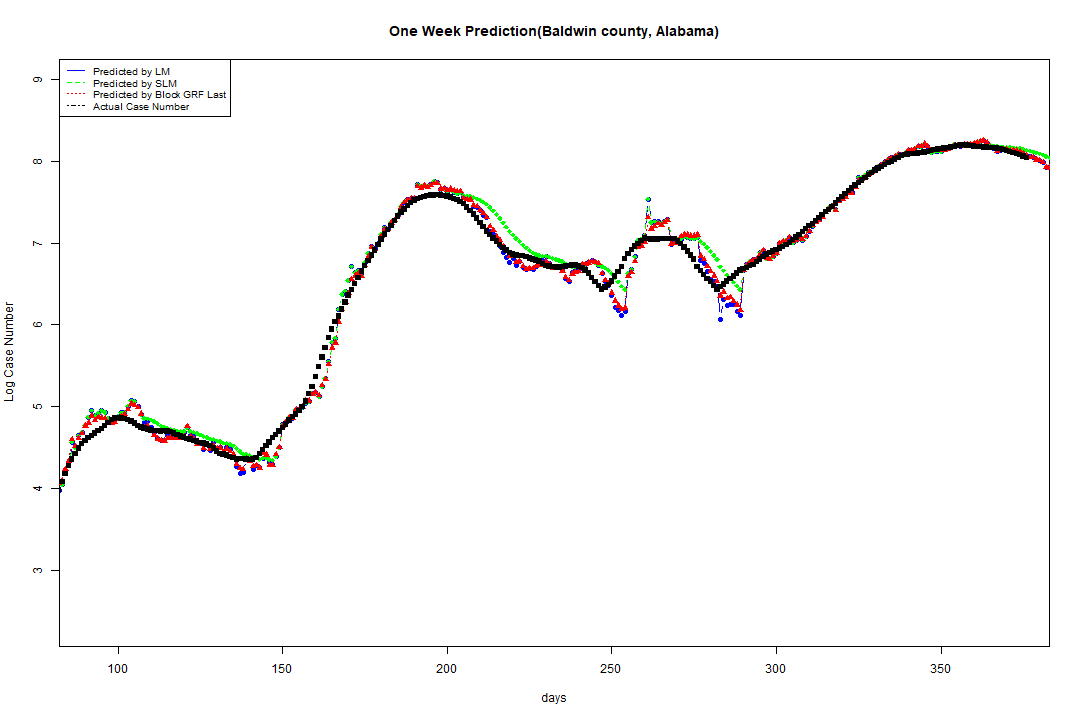 One Week Prediction(Baldwin county, Alabama)
Predicted by LM
Predicted by SLM
Predicted by Block GRF Last
Actual Case Number
9
8
7
6
5
4
3
Log Case Number
100 150 200 250 300 350
days